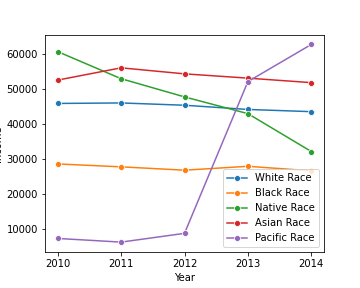 60000
50000
40000
30000
20000
10000
White Race
Black Race
Native Race
Asian Race
Pacific Race
2010 2011 2012 2013 2014
Year